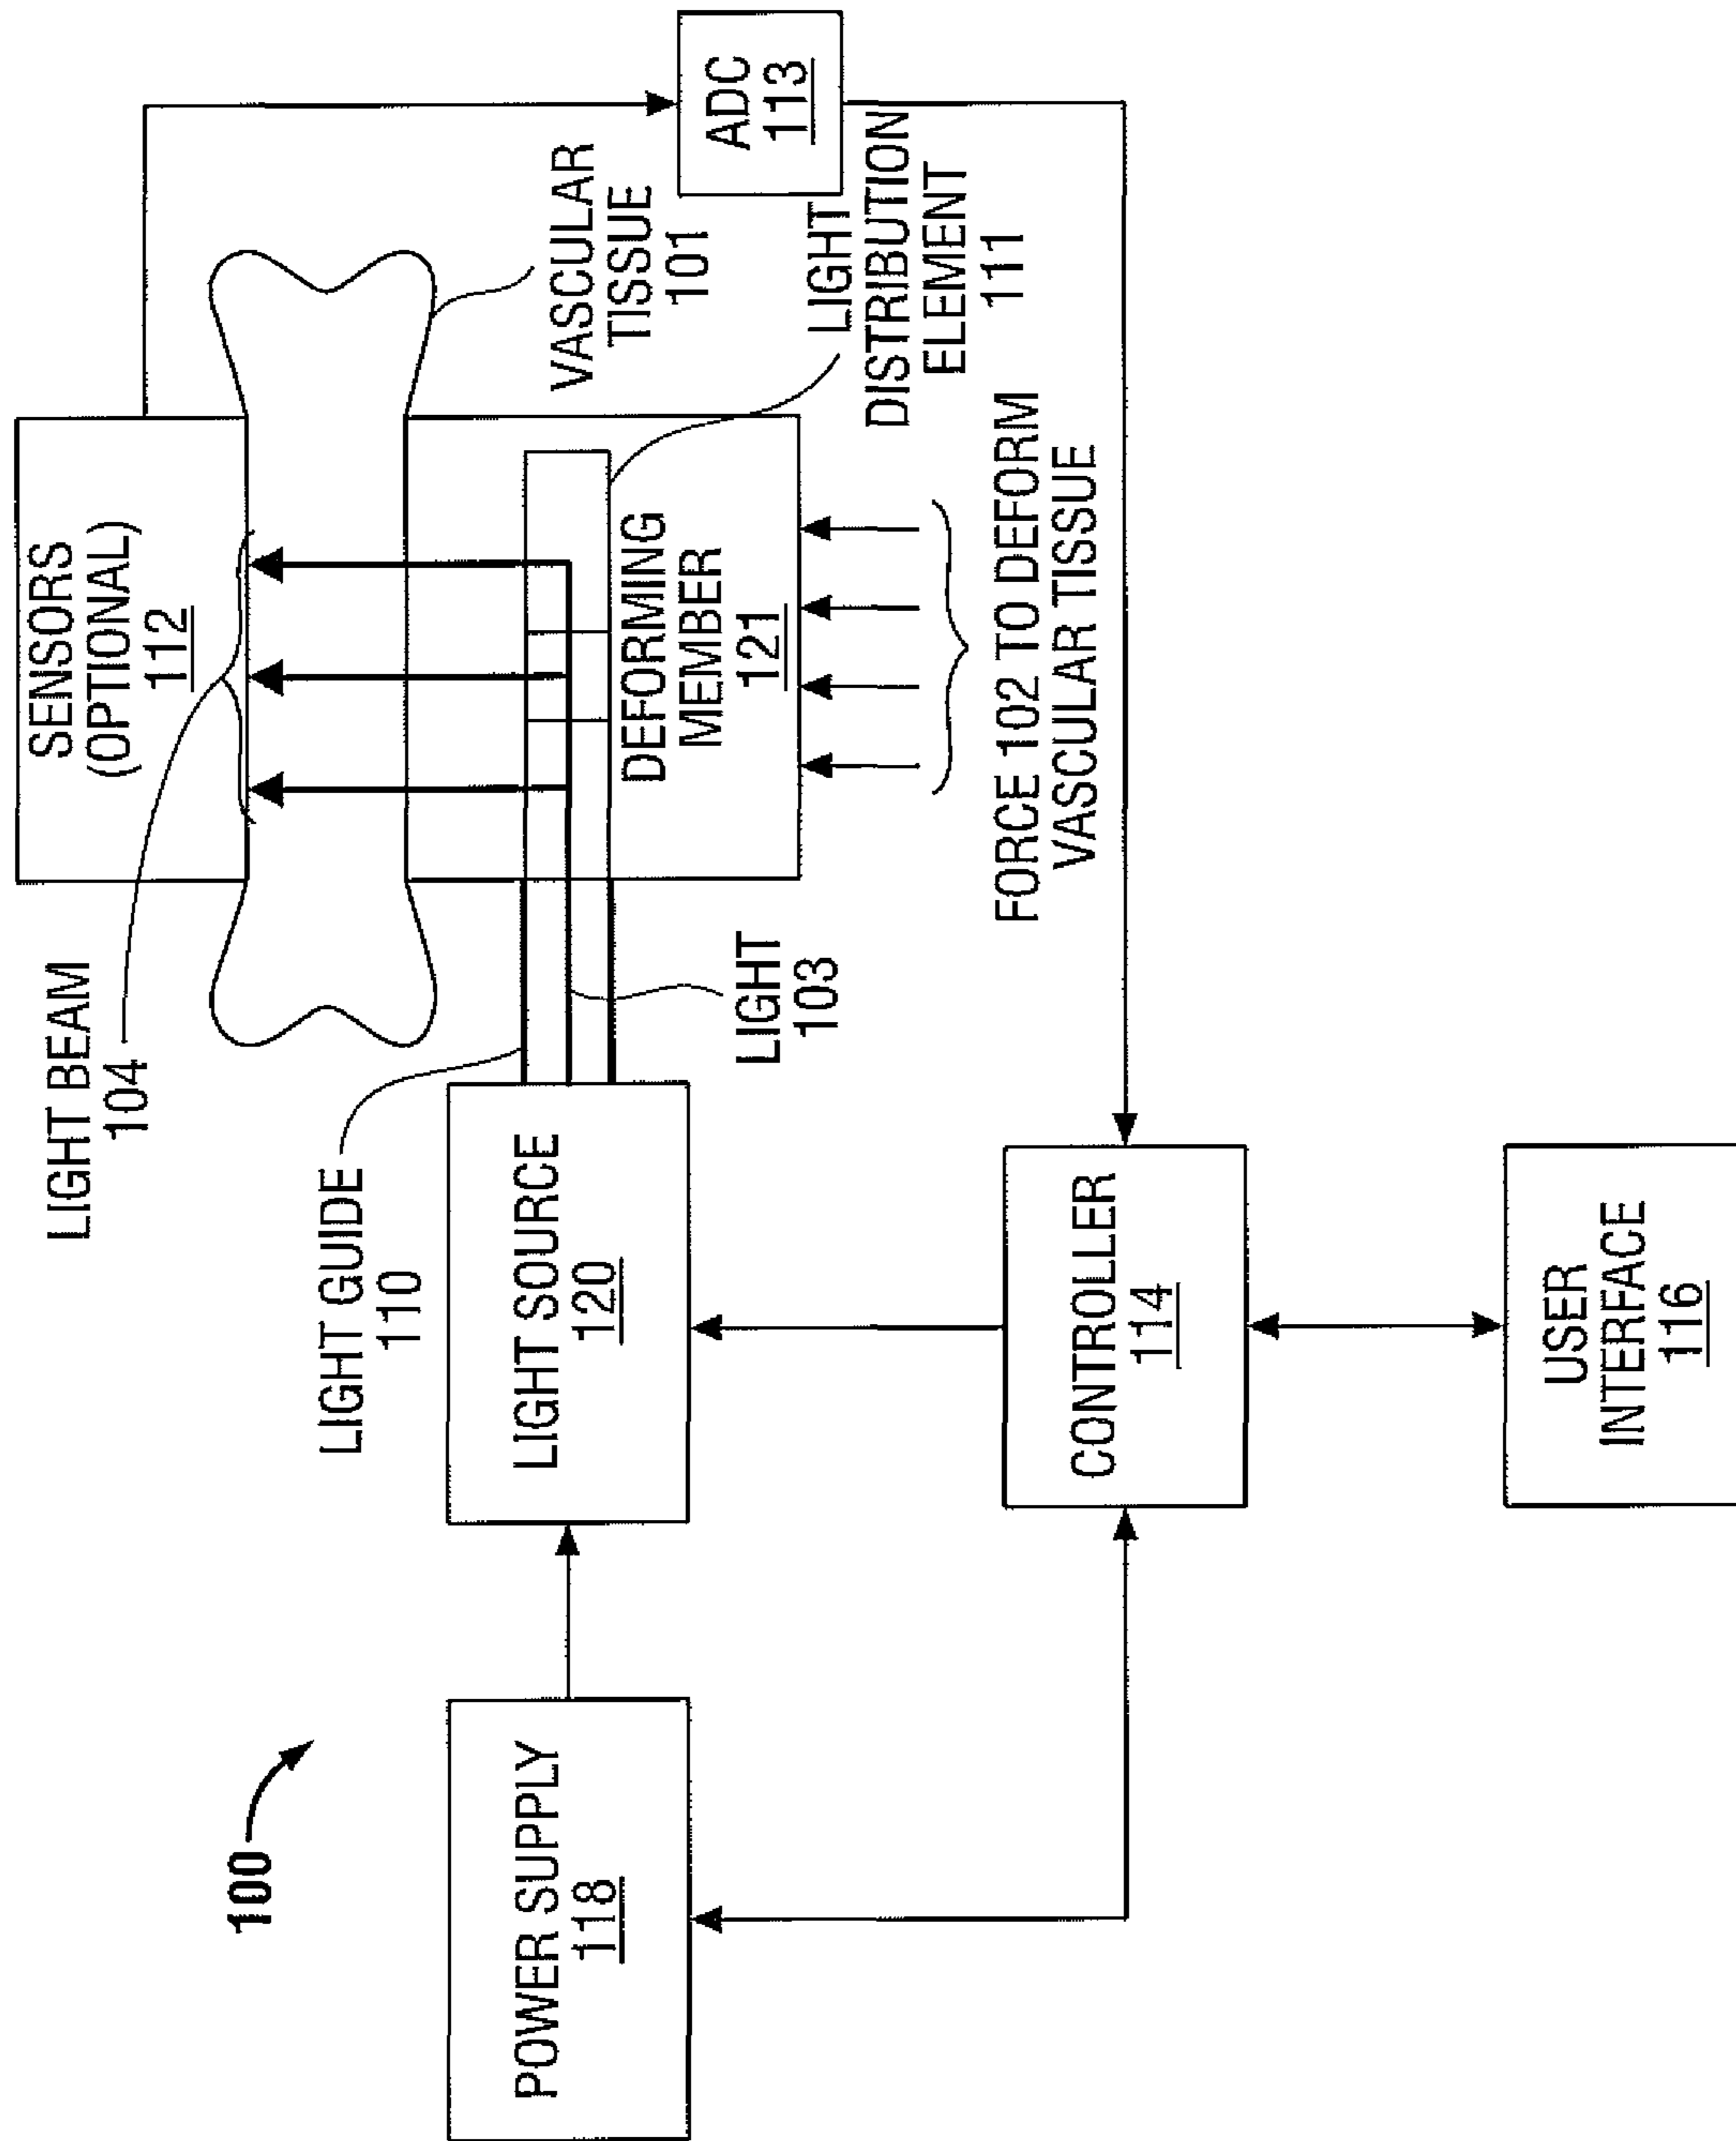 100
POWER SUPPLY
118
LIGHT SOURCE
120
LIGHT GUIDE
110
LIGHT BEAM
104
SENSORS
(OPTIONAL)
112
VASCULAR
TISSUE
101
LIGHT
103
DEFORMING
MEMBER
121
LIGHT
DISTRIBUTION
ELEMENT
111
ADC
113
FORCE 102 TO DEFORM
VASCULAR TISSUE
CONTROLLER
114
USER
INTERFACE
116